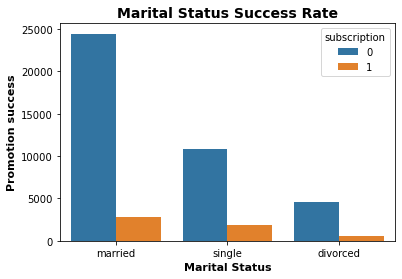 Marital Status Success Rate
subscription
0
1
25000
20000
15000
10000
5000
0
Promotion success
married single divorced
Marital Status